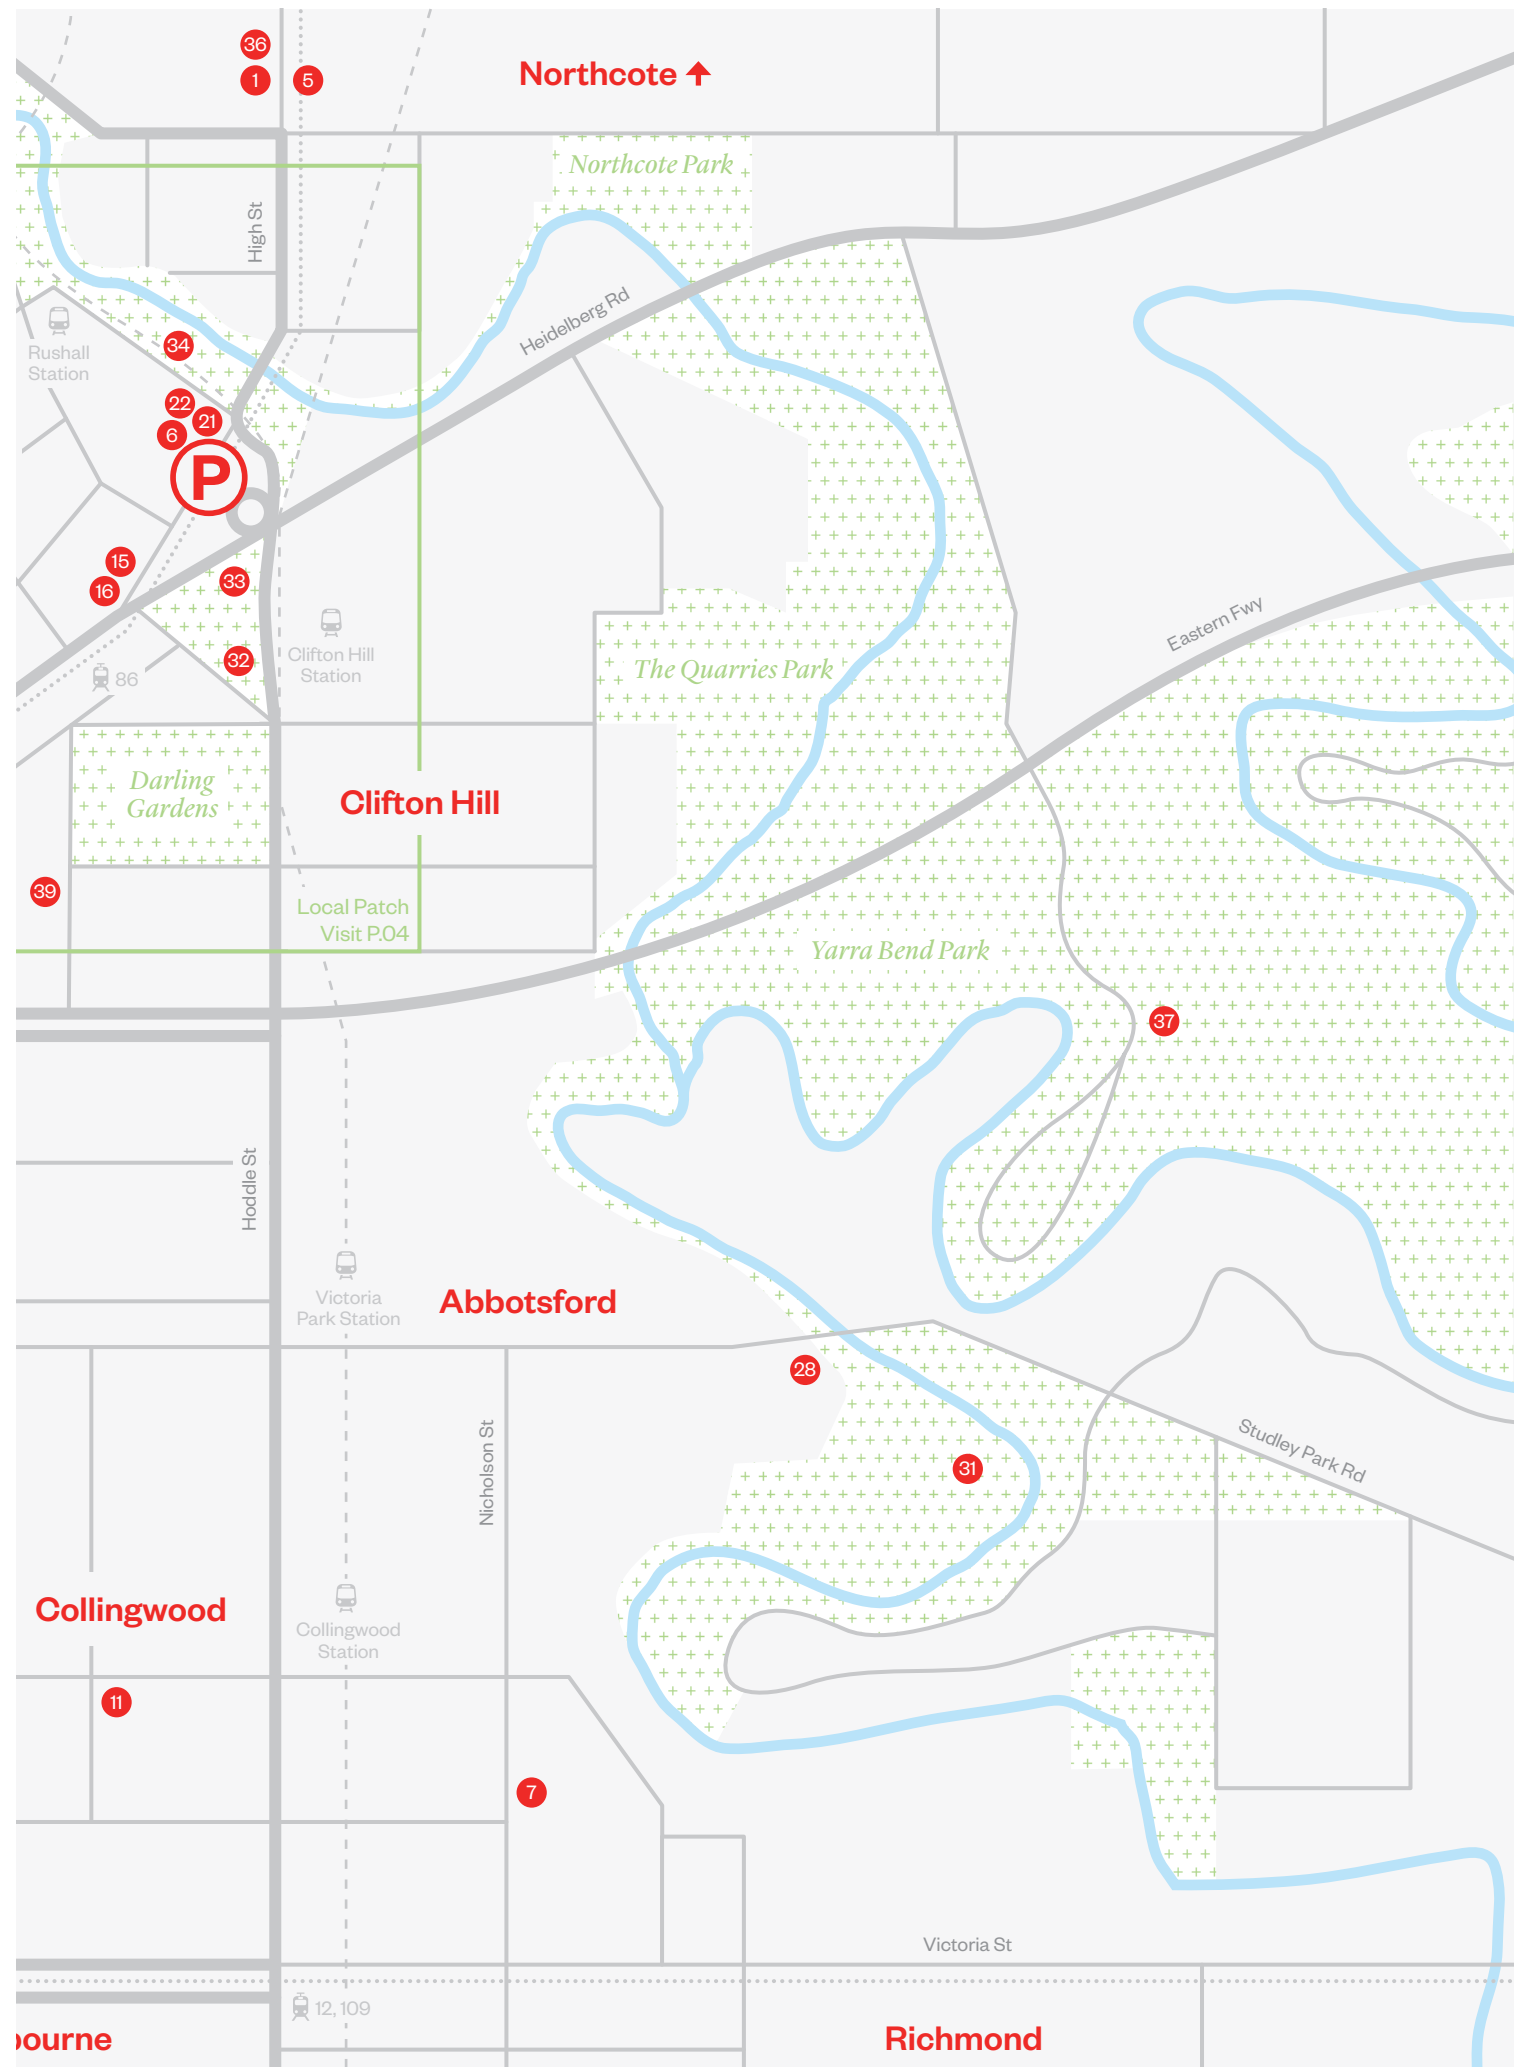 36
1
5
Northcote
Northcote Park
High St
Heidelberg Rd
Rushall
Station
34
22
21
6
P
15
16
33
Eastern Fwy
Clifton Hill
Station
32
86
The Quarries Park
Darling
Gardens
Clifton Hill
39
Local Patch
Visit P.04
Yarra Bend Park
37
Hoddle St
Victoria
Park Station
Abbotsford
28
Nicholson St
Studley Park Rd
31
Collingwood
Collingwood
Station
11
7
Victoria St
12, 109
bourne
Richmond